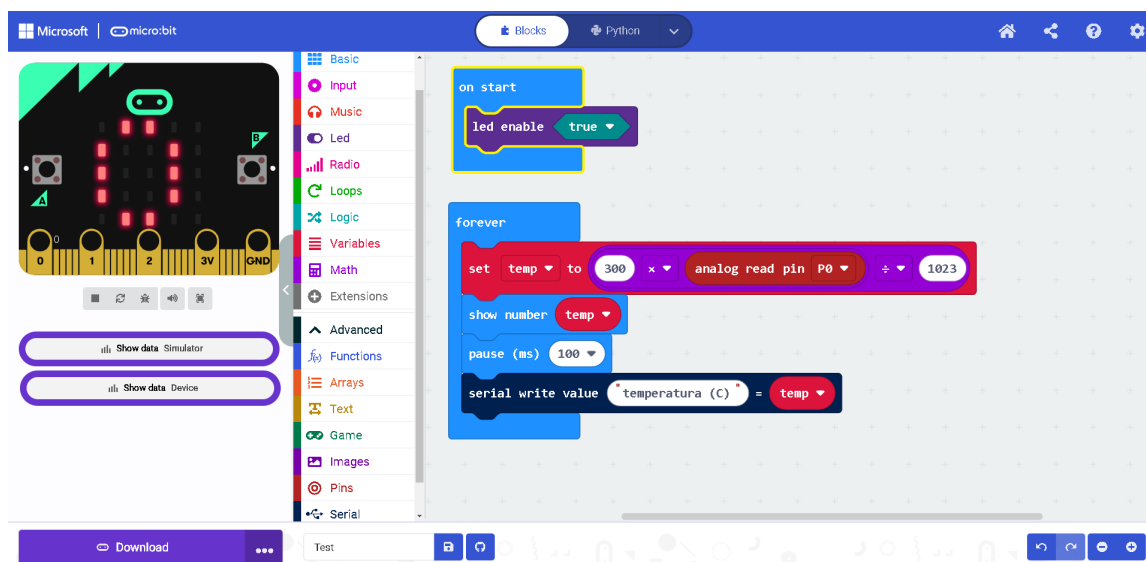 Microsoft micro:bit Blocks Python
B
A
0
0 1 2 3V GND
Show data Simulator
Show data Device
Basic
Input
Music
Led
Radio
Loops
Logic
Variables
Math
Extensions
Advanced
Functions
Arrays
Text
Game
Images
Pins
Serial
on start
led enable true
forever
set temp to 300 × analog read pin P0 ÷ 1023
show number temp
pause (ms) 100
serial write value "temperatura (C)" = temp
Download ... Test